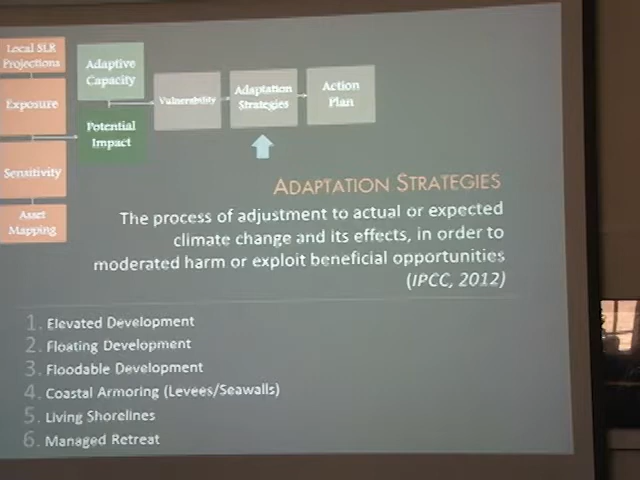 Local SLR
Projections
Exposure
Sensitivity
Asset
Mapping
Adaptive
Capacity
Potential
Impact
Vulnerability
Adaptation
Strategies
Action
Plan
ADAPTATION STRATEGIES
The process of adjustment to actual or expected
climate change and its effects, in order to
moderated harm or exploit beneficial opportunities
(IPCC, 2012)
1. Elevated Development
2. Floating Development
3. Floodable Development
4. Coastal Armoring (Levees/Seawalls)
5. Living Shorelines
6. Managed Retreat